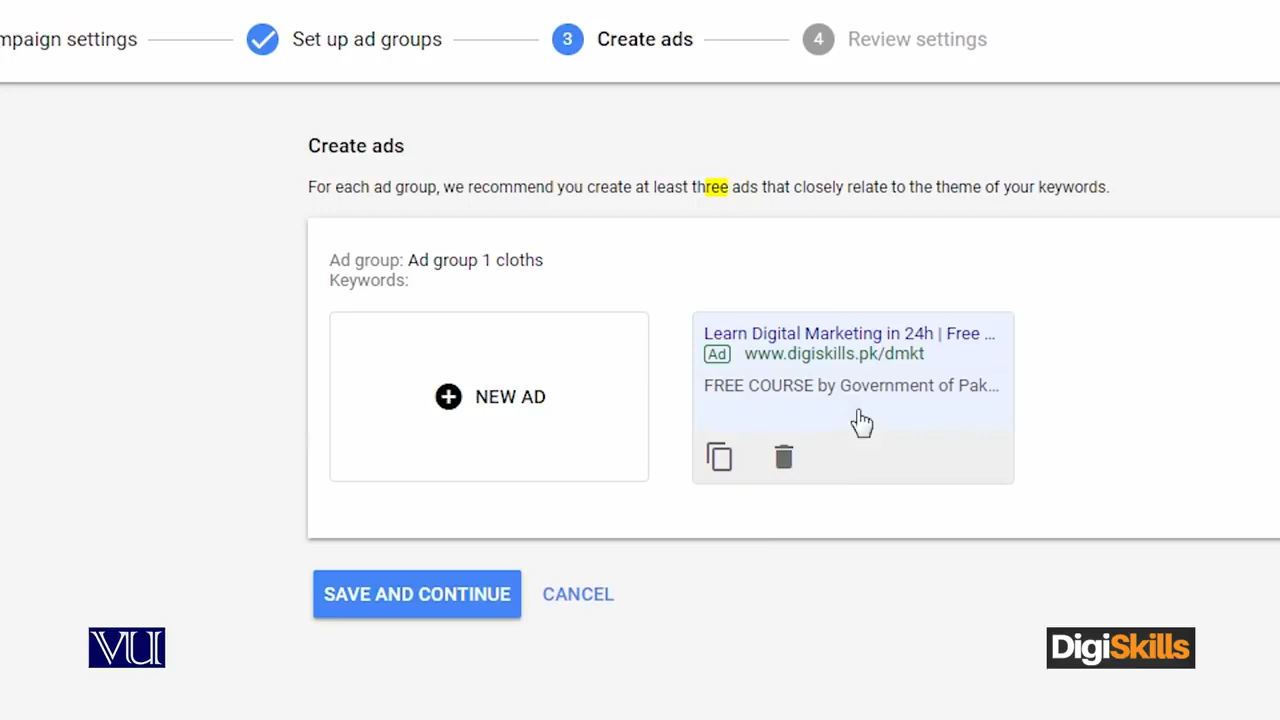 mpaign settings
Set up ad groups
3
Create ads
4
Review settings
Create ads
For each ad group, we recommend you create at least three ads that closely relate to the theme of your keywords.
Ad group: Ad group 1 cloths
Keywords:
NEW AD
Learn Digital Marketing in 24h | Free ...
Ad www.digiskills.pk/dmkt
FREE COURSE by Government of Pak...
SAVE AND CONTINUE
CANCEL
VU
DigiSkills